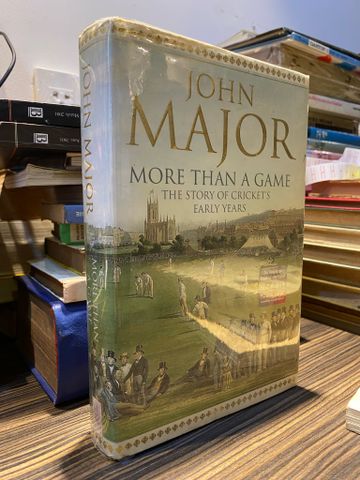 JOHN
MAJOR
MORE THAN A GAME
THE STORY OF CRICKET'S
EARLY YEARS
JOHN MAJOR